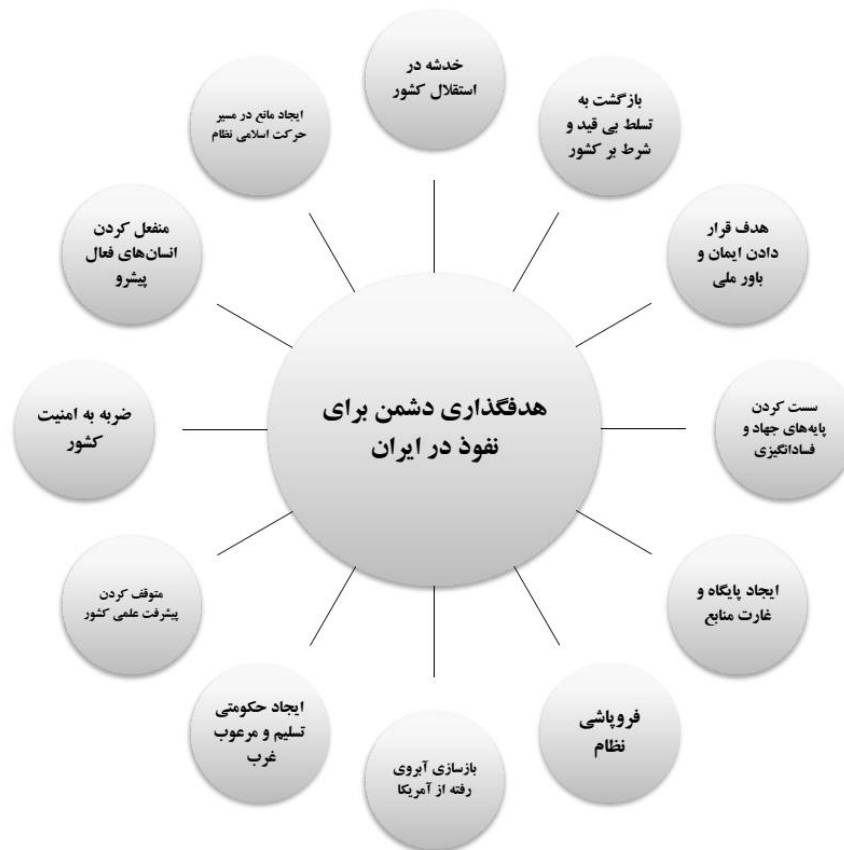 خدشه در
استقلال کشور
بازگشت به
تسلط بی قید و
شرط بر کشور
هدف قرار
دادن ایمان و
باور ملی
سست کردن
پایه‌های جهاد و
فسادانگیزی
ایجاد پایگاه و
غارت منابع
فروپاشی
نظام
بازسازی آبروی
رفته از آمریکا
ایجاد حکومتی
تسلیم و مرعوب
غرب
متوقف کردن
پیشرفت علمی کشور
ضربه به امنیت
کشور
منفعل کردن
انسان‌های فعال
پیشرو
ایجاد مانع در مسیر
حرکت اسلامی نظام
هدفگذاری دشمن برای
نفوذ در ایران